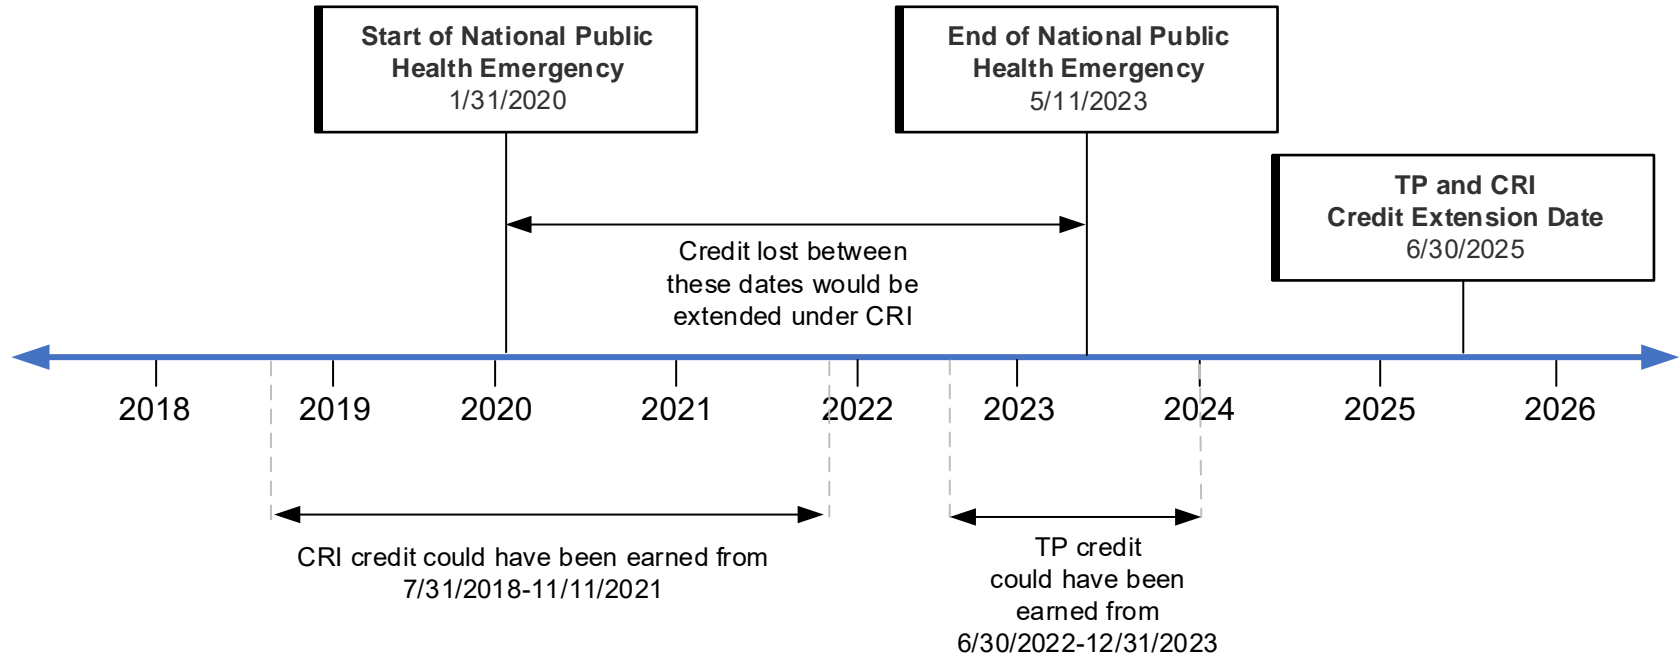 Start of National Public
Health Emergency
1/31/2020
End of National Public
Health Emergency
5/11/2023
TP and CRI
Credit Extension Date
6/30/2025
Credit lost between
these dates would be
extended under CRI
2018
2019
2020
2021
2022
2023
2024
2025
2026
CRI credit could have been earned from
7/31/2018-11/11/2021
TP credit
could have been
earned from
6/30/2022-12/31/2023